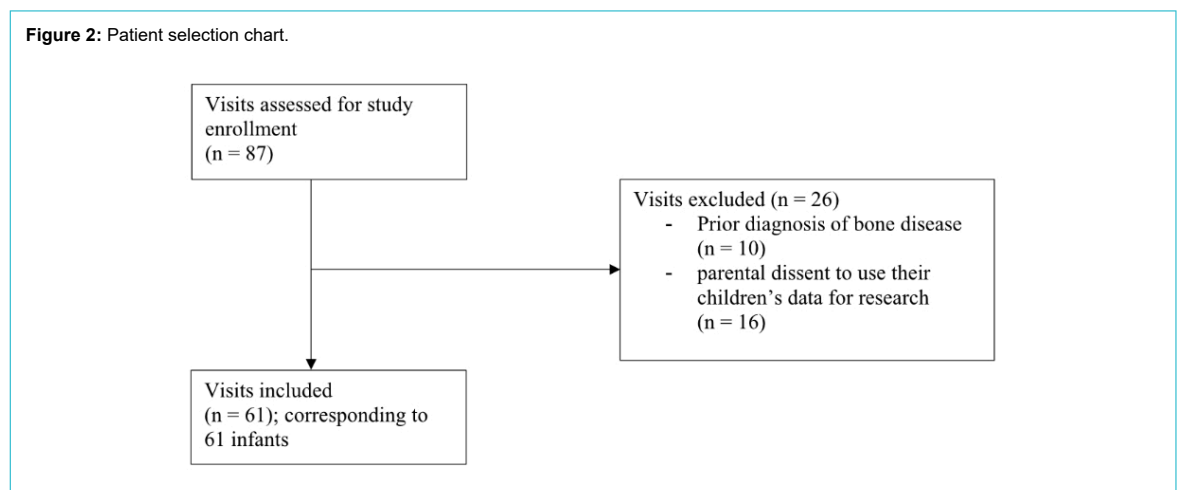 Figure 2: Patient selection chart.
Visits assessed for study
enrollment
(n = 87)
Visits excluded (n = 26)
- Prior diagnosis of bone disease
(n = 10)
- parental dissent to use their
children’s data for research
(n = 16)
Visits included
(n = 61); corresponding to
61 infants